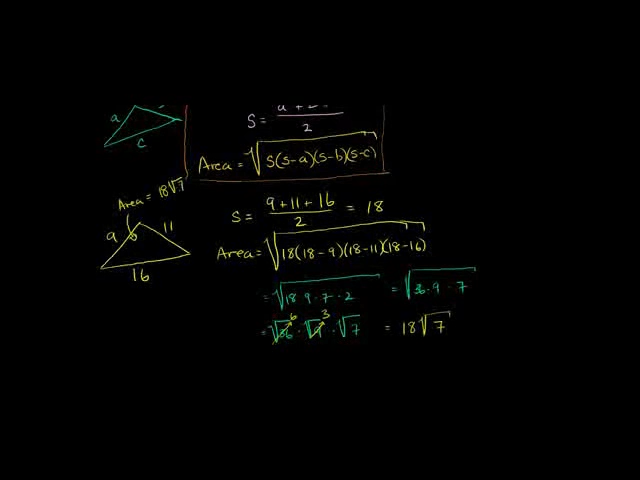 a
c
S = a + 2
Area = √S(s-a)(s-b)(s-c)
Area = 18√7
9
11
16
S = 9 + 11 + 16 / 2 = 18
Area = √18(18-9)(18-11)(18-16)
= √18 · 9 · 7 · 2 = √36 · 9 · 7
= √36 6 · √9 3 · √7 = 18√7